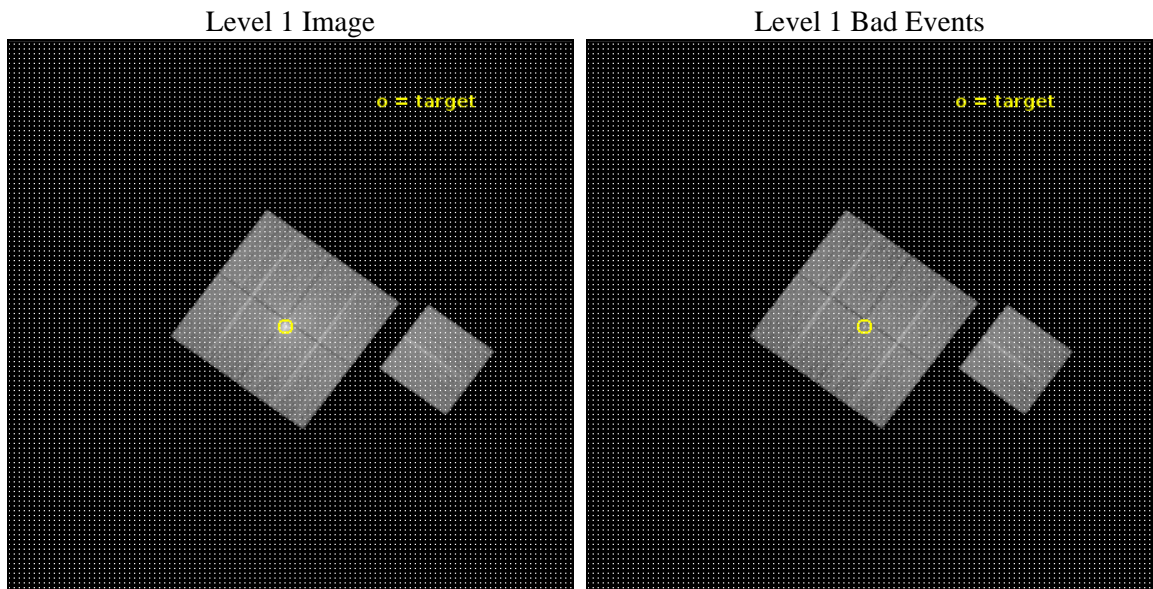 Level 1 Image
Level 1 Bad Events
o = target
o = target